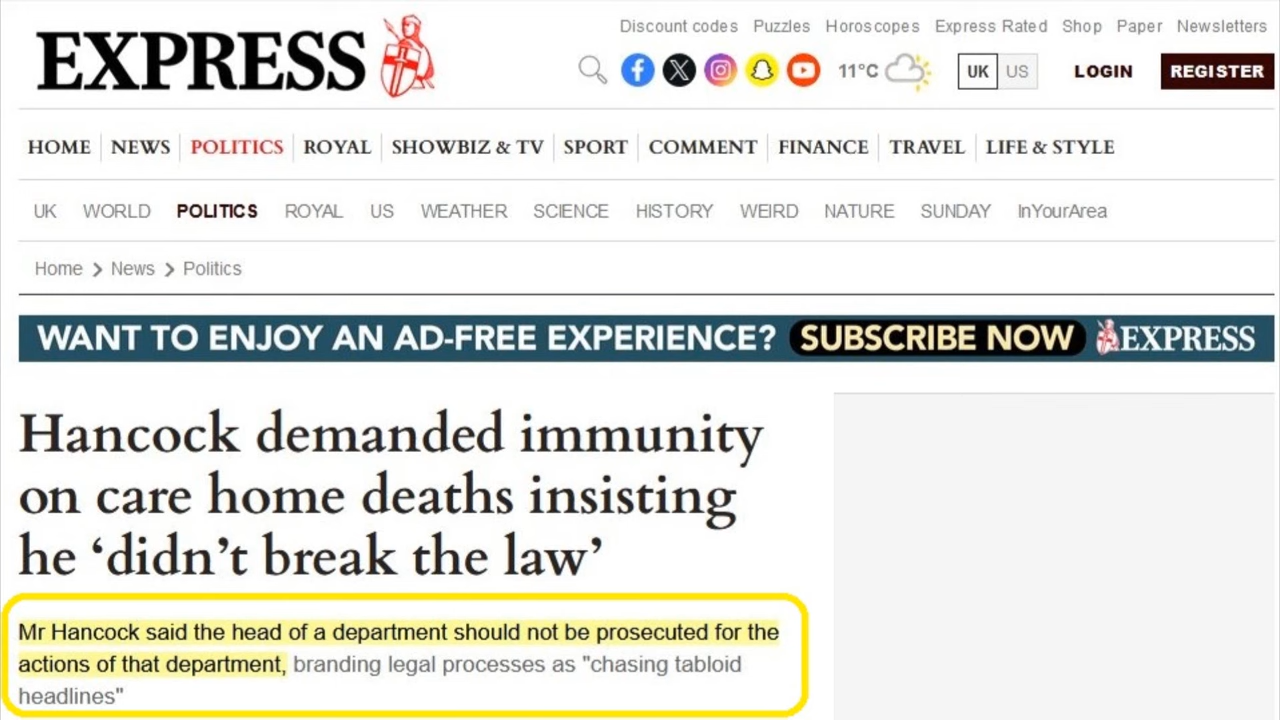 EXPRESS
Discount codes Puzzles Horoscopes Express Rated Shop Paper Newsletters
11°C UK US LOGIN REGISTER
HOME NEWS POLITICS ROYAL SHOWBIZ & TV SPORT COMMENT FINANCE TRAVEL LIFE & STYLE
UK WORLD POLITICS ROYAL US WEATHER SCIENCE HISTORY WEIRD NATURE SUNDAY InYourArea
Home > News > Politics
WANT TO ENJOY AN AD-FREE EXPERIENCE? SUBSCRIBE NOW EXPRESS
Hancock demanded immunity
on care home deaths insisting
he ‘didn’t break the law’
Mr Hancock said the head of a department should not be prosecuted for the
actions of that department, branding legal processes as "chasing tabloid
headlines"